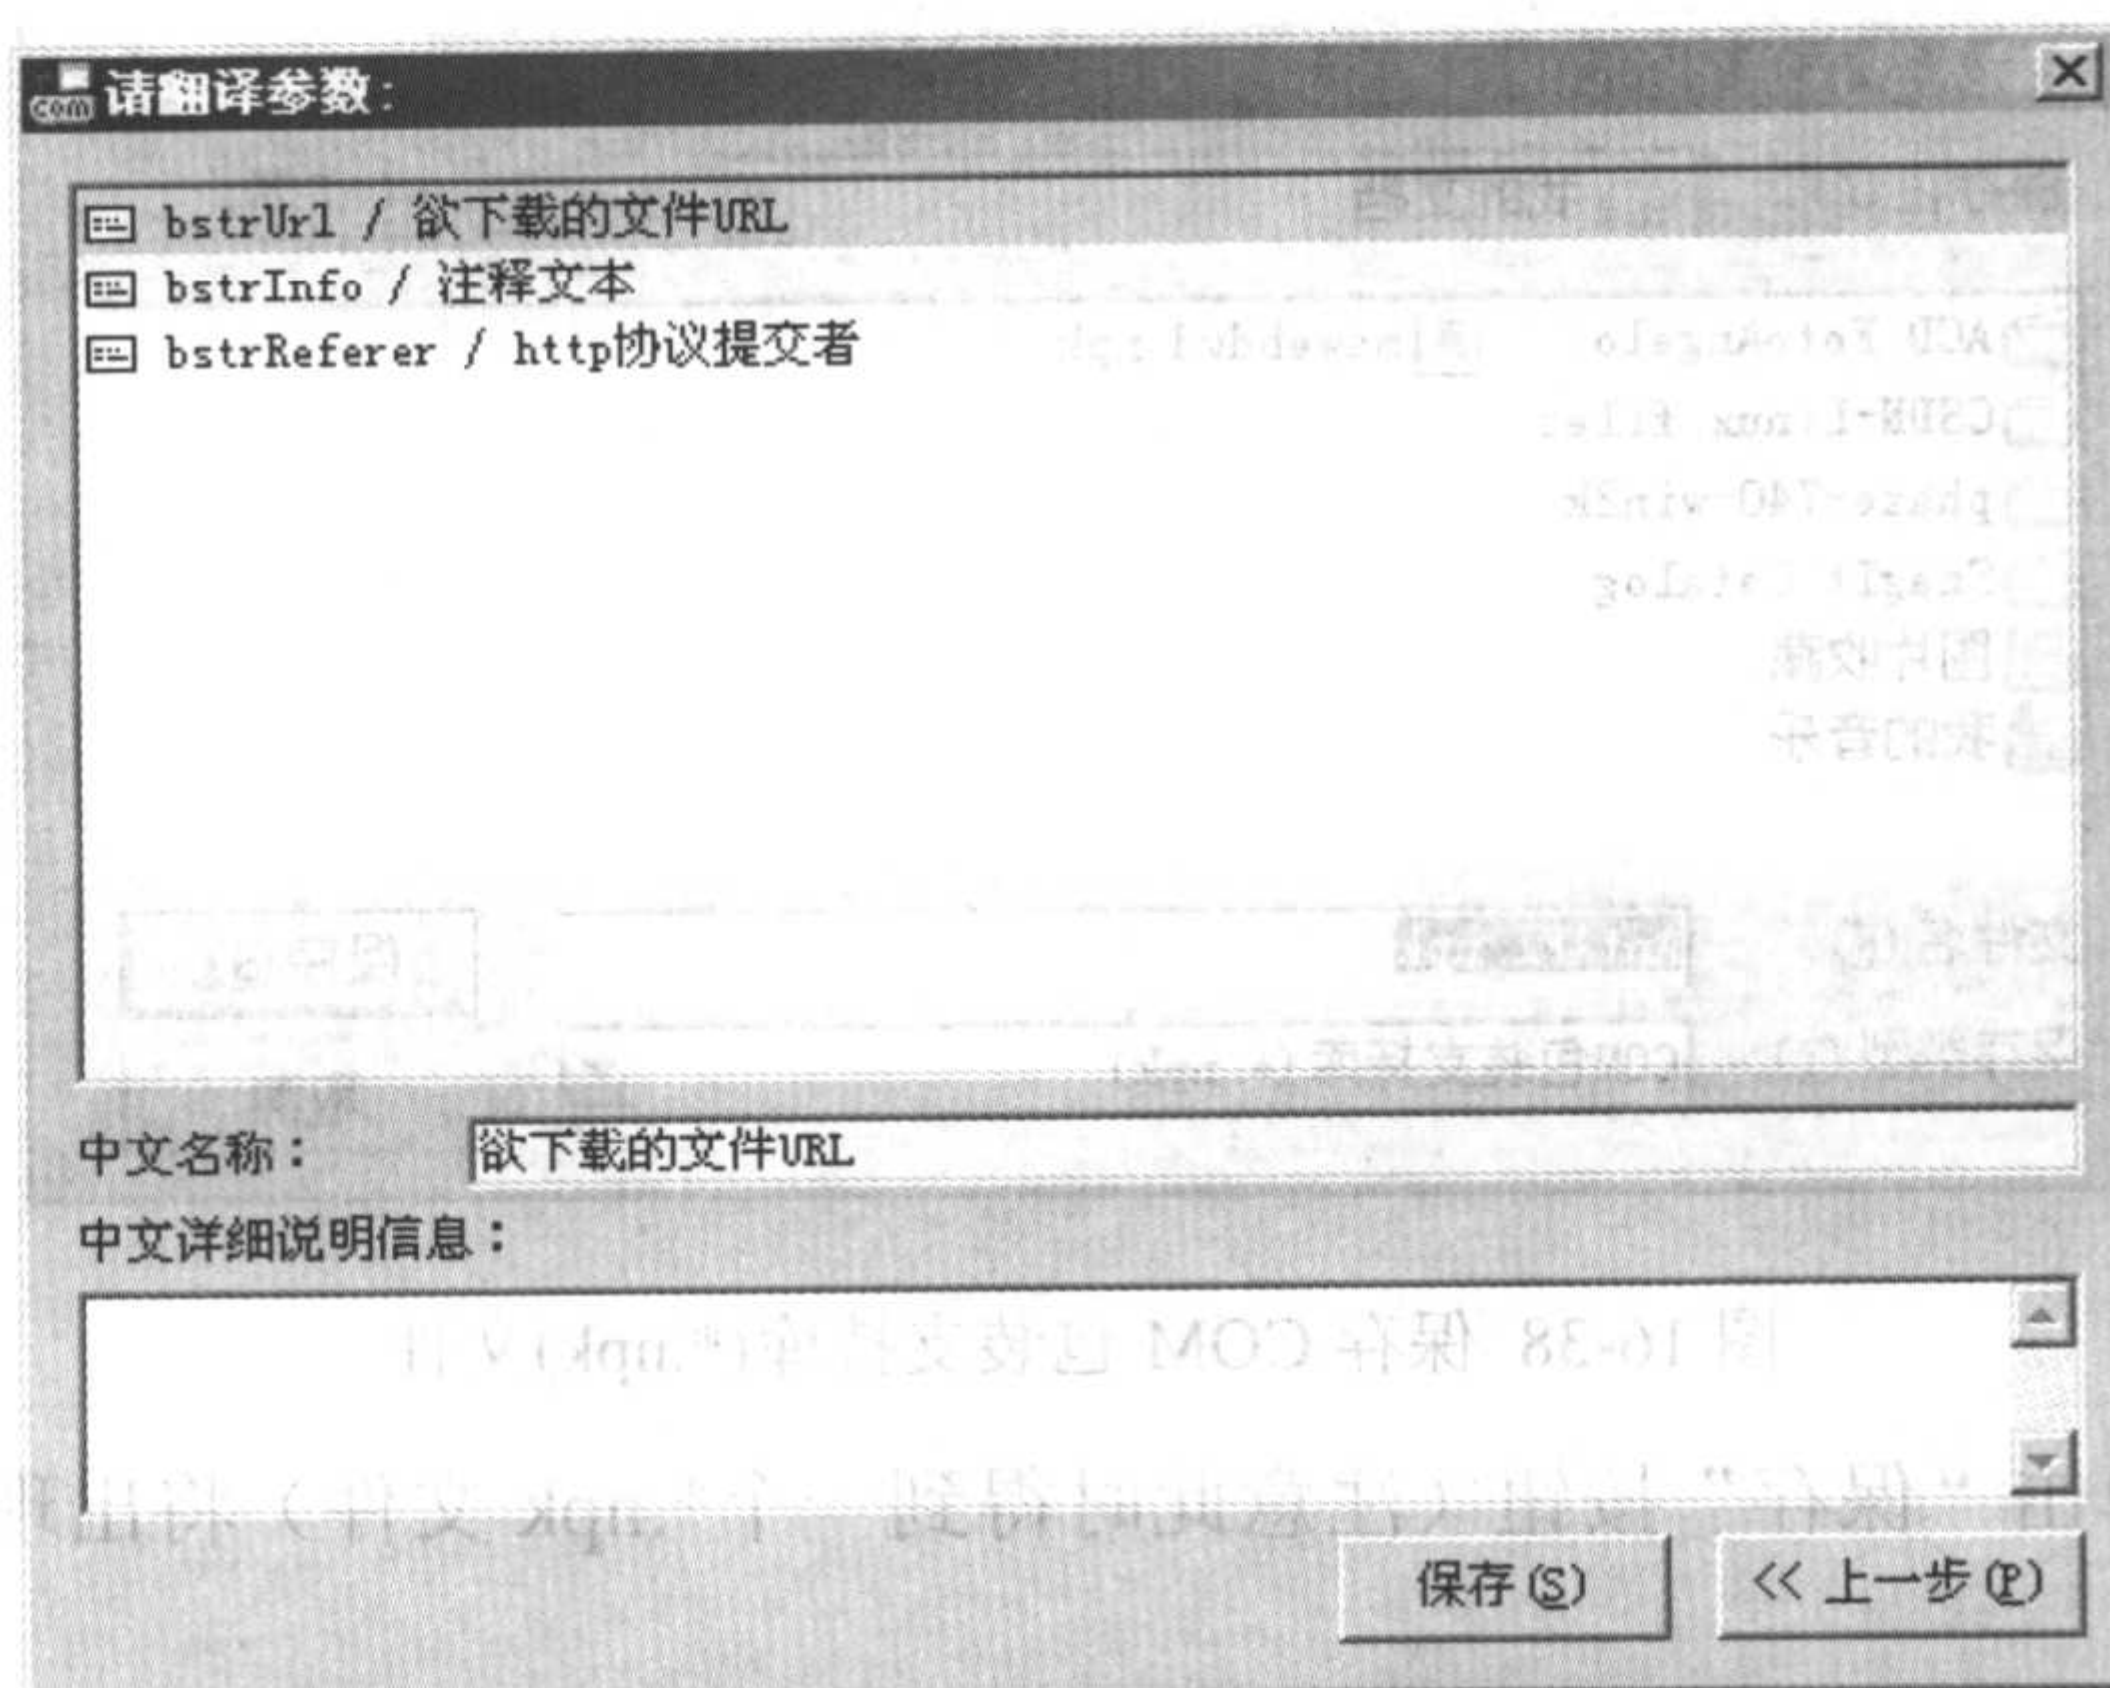 com 请翻译参数:
bstrUrl / 欲下载的文件URL
bstrInfo / 注释文本
bstrReferer / http协议提交者
中文名称：
欲下载的文件URL
中文详细说明信息：
保存(S)
<< 上一步(P)